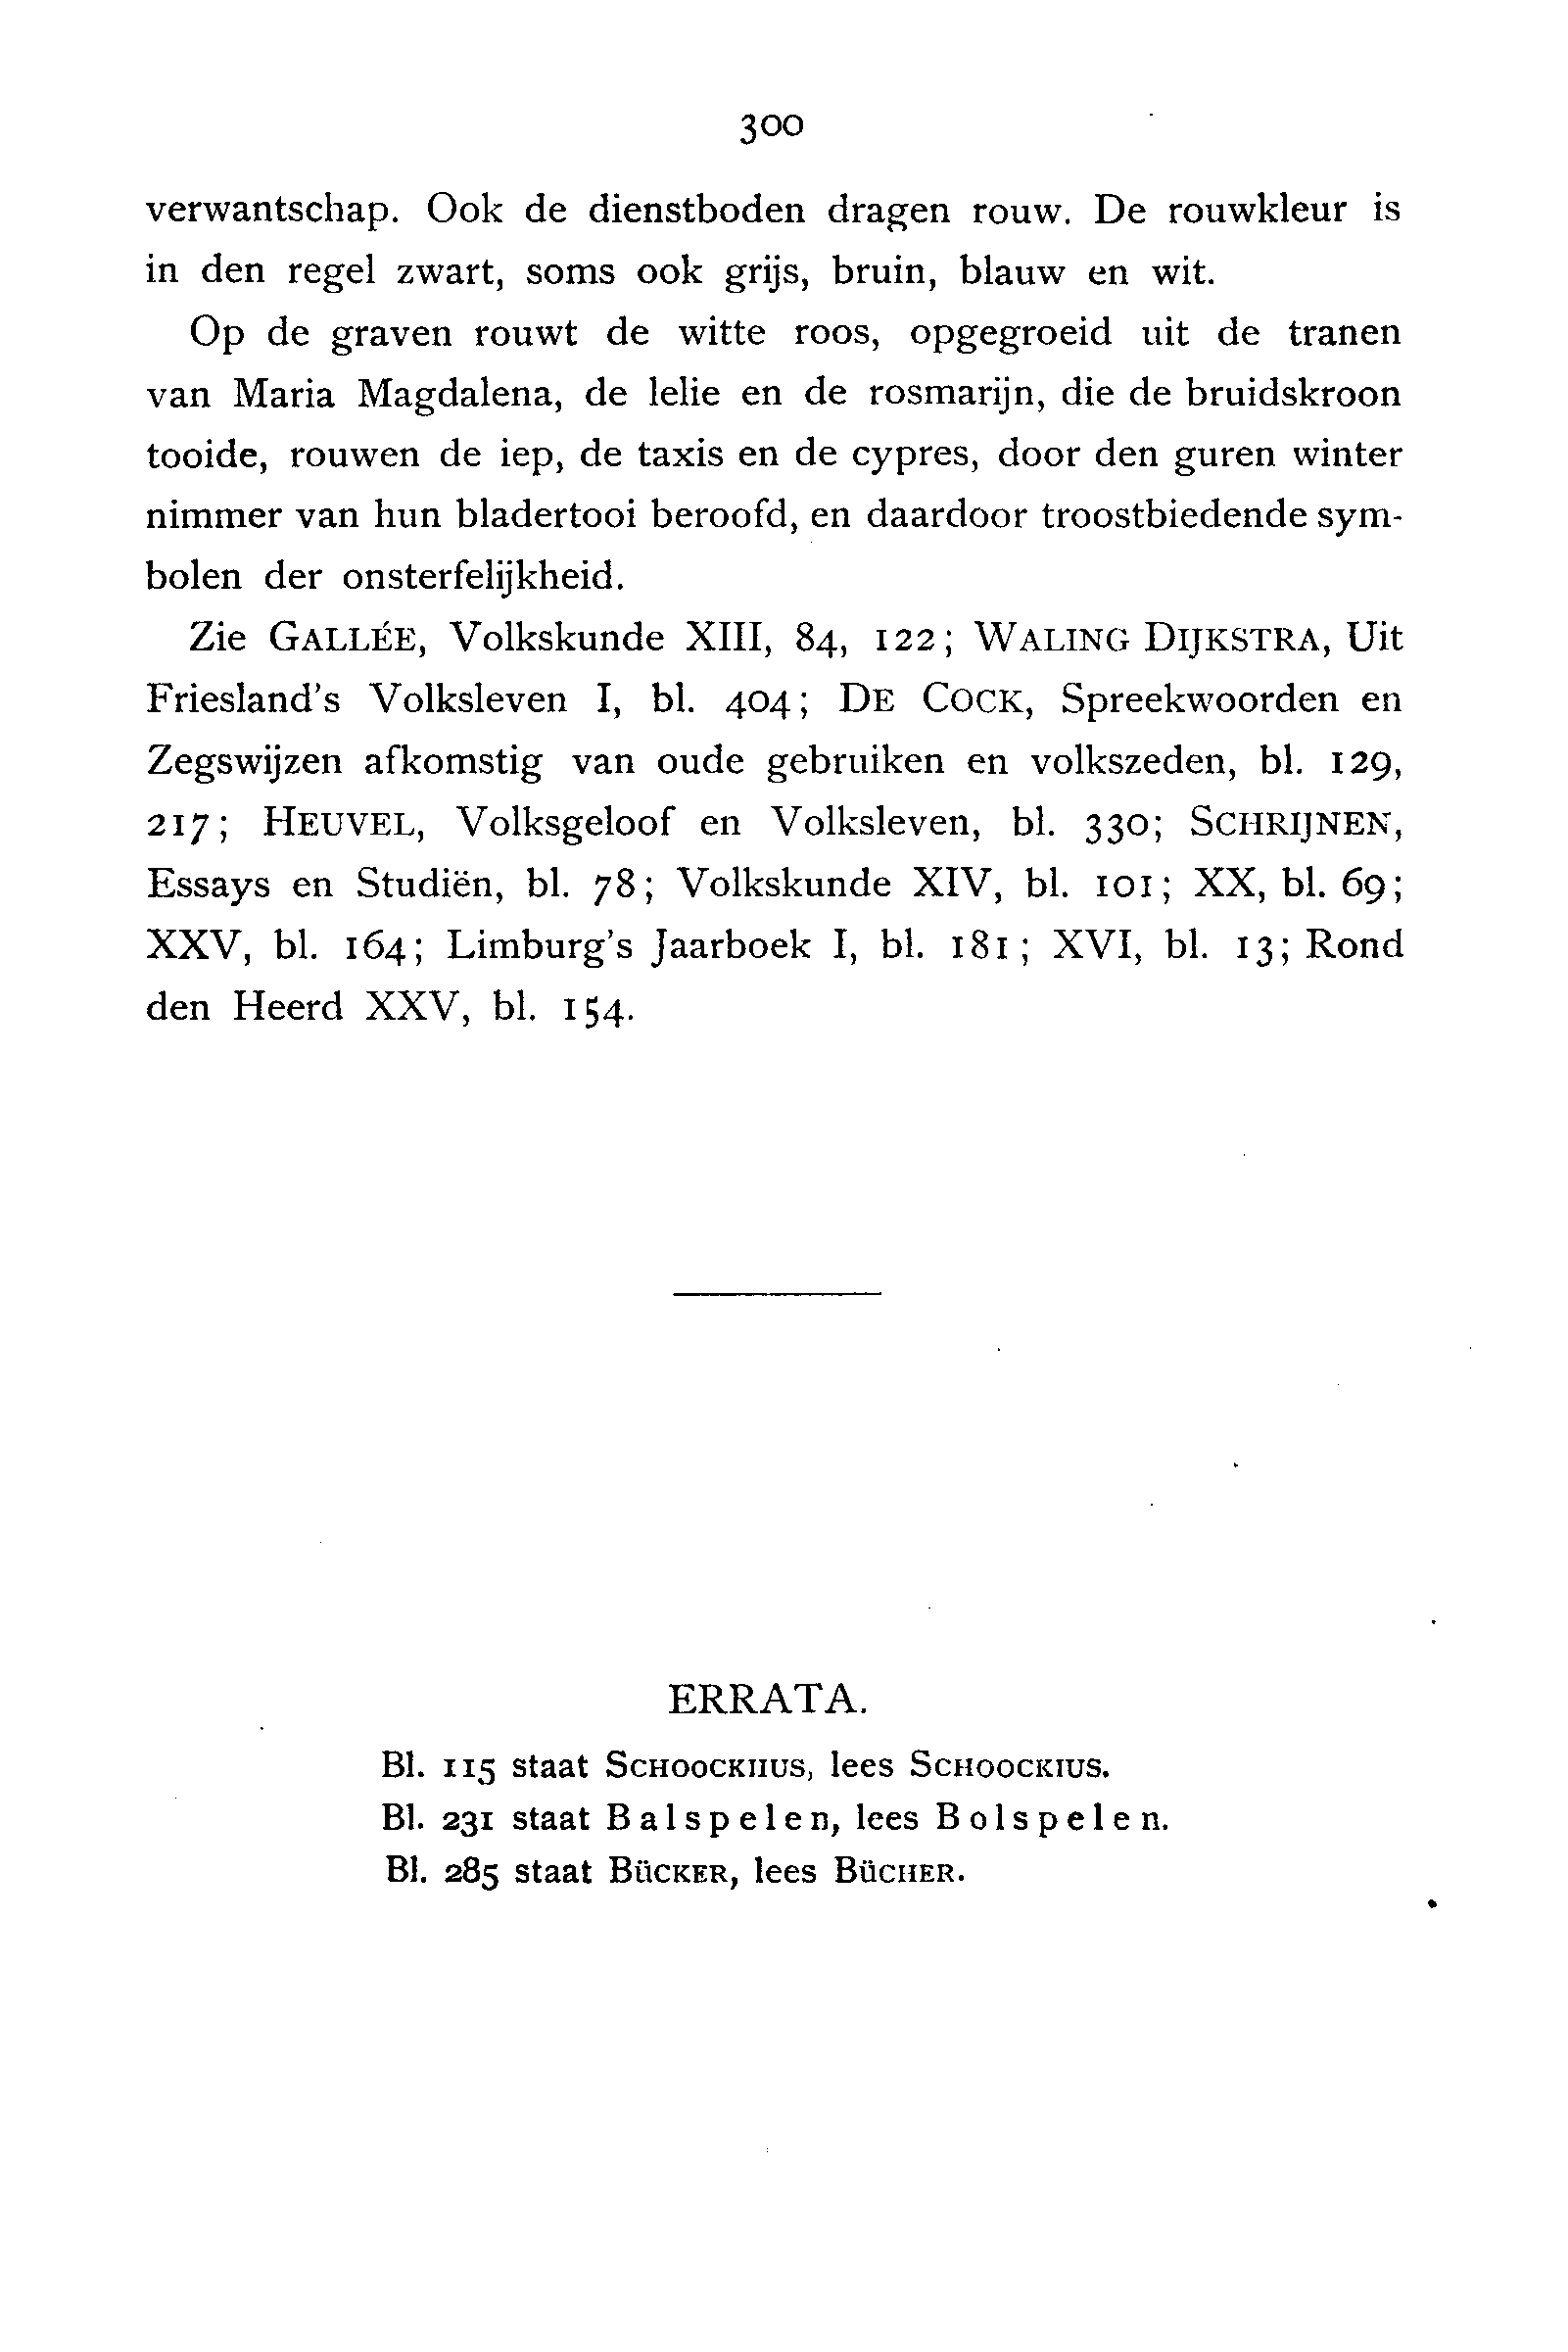 300
verwantschap. Ook de dienstboden dragen rouw. De rouwkleur is
in den regel zwart, soms ook grijs, bruin, blauw en wit.
Op de graven rouwt de witte roos, opgegroeid uit de tranen
van Maria Magdalena, de lelie en de rosmarijn, die de bruidskroon
tooide, rouwen de iep, de taxis en de cypres, door den guren winter
nimmer van hun bladertooi beroofd, en daardoor troostbiedende sym-
bolen der onsterfelijkheid.
Zie GALLÉE, Volkskunde XIII, 84, 122; WALING DIJKSTRA, Uit
Friesland's Volksleven I, bl. 404; DE COCK, Spreekwoorden en
Zegswijzen afkomstig van oude gebruiken en volkszeden, bl. 129,
217; HEUVEL, Volksgeloof en Volksleven, bl. 330; SCHRIJNEN,
Essays en Studiën, bl. 78; Volkskunde XIV, bl. 101; XX, bl. 69;
XXV, bl. 164; Limburg's Jaarboek I, bl. 181; XVI, bl. 13; Rond
den Heerd XXV, bl. 154.
ERRATA.
Bl. 115 staat SCHOOCKIIUS, lees SCHOOCKIUS.
Bl. 231 staat Balspelen, lees Bolspelen.
Bl. 285 staat BÜCKER, lees BÜCHER.